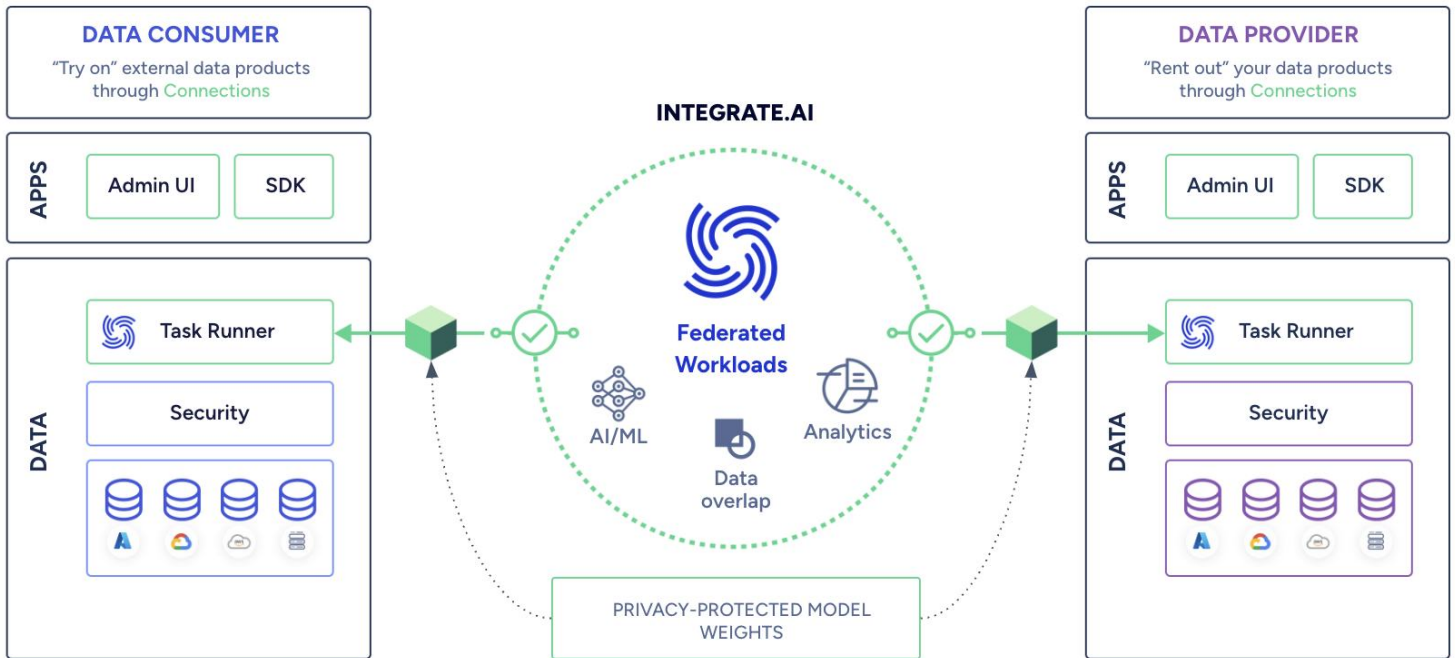 DATA CONSUMER
“Try on” external data products
through Connections
APPS
Admin UI
SDK
DATA
Task Runner
Security
INTEGRATE.AI
Federated
Workloads
AI/ML
Data
overlap
Analytics
PRIVACY-PROTECTED MODEL
WEIGHTS
DATA PROVIDER
“Rent out” your data products
through Connections
APPS
Admin UI
SDK
DATA
Task Runner
Security